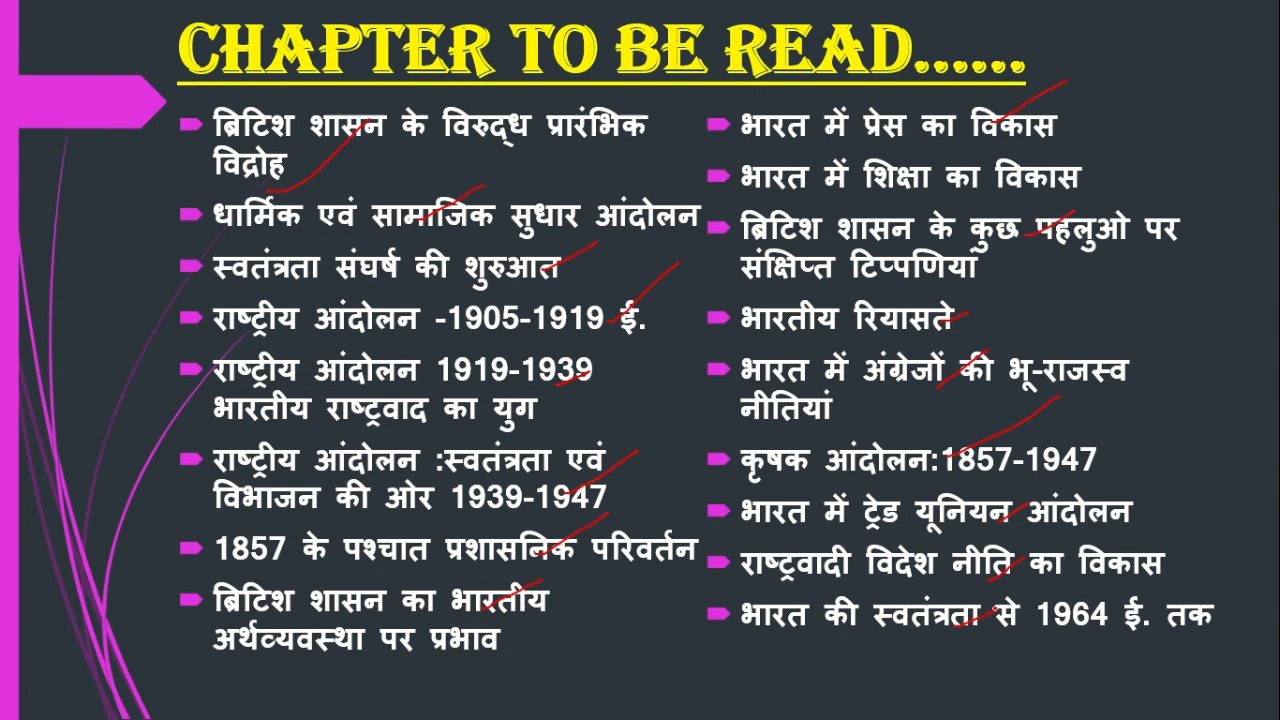 CHAPTER TO BE READ......
ब्रिटिश शासन के विरुद्ध प्रारंभिक
विद्रोह
धार्मिक एवं सामाजिक सुधार आंदोलन
स्वतंत्रता संघर्ष की शुरुआत
राष्ट्रीय आंदोलन -1905-1919 ई.
राष्ट्रीय आंदोलन 1919-1939
भारतीय राष्ट्रवाद का युग
राष्ट्रीय आंदोलन :स्वतंत्रता एवं
विभाजन की ओर 1939-1947
1857 के पश्चात प्रशासनिक परिवर्तन
ब्रिटिश शासन का भारतीय
अर्थव्यवस्था पर प्रभाव
भारत में प्रेस का विकास
भारत में शिक्षा का विकास
ब्रिटिश शासन के कुछ पहलुओ पर
संक्षिप्त टिप्पणियां
भारतीय रियासते
भारत में अंग्रेजों की भू-राजस्व
नीतियां
कृषक आंदोलन:1857-1947
भारत में ट्रेड यूनियन आंदोलन
राष्ट्रवादी विदेश नीति का विकास
भारत की स्वतंत्रता से 1964 ई. तक